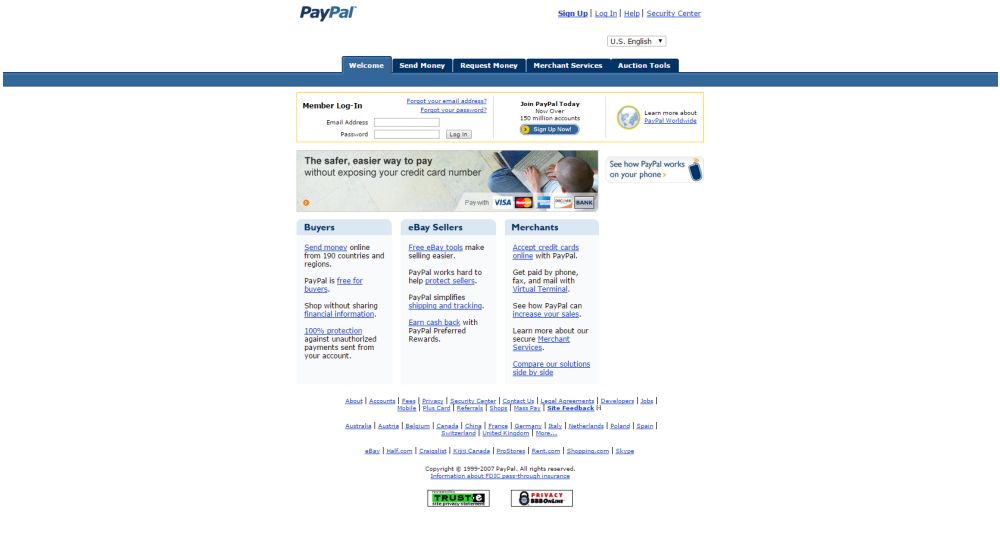 PayPal
Sign Up | Log In | Help | Security Center
U.S. English
Welcome Send Money Request Money Merchant Services Auction Tools
Member Log-In
Forgot your email address?
Forgot your password?
Email Address
Password
Log In
Join PayPal Today
Now Over
150 million accounts
Sign Up Now!
Learn more about
PayPal Worldwide
The safer, easier way to pay
without exposing your credit card number
Pay with VISA MasterCard DISCOVER BANK
See how PayPal works
on your phone
Buyers
Send money online
from 190 countries and
regions.
PayPal is free for
buyers.
Shop without sharing
financial information.
100% protection
against unauthorized
payments sent from
your account.
eBay Sellers
Free eBay tools make
selling easier.
PayPal works hard to
help protect sellers.
PayPal simplifies
shipping and tracking.
Earn cash back with
PayPal Preferred
Rewards.
Merchants
Accept credit cards
online with PayPal.
Get paid by phone,
fax, and mail with
Virtual Terminal.
See how PayPal can
increase your sales.
Learn more about our
secure Merchant
Services.
Compare our solutions
side by side
About | Accounts | Fees | Privacy | Security Center | Contact Us | Legal Agreements | Developers | Jobs |
Mobile | Plus Card | Referrals | Shops | Mass Pay | Site Feedback [-]
Australia | Austria | Belgium | Canada | China | France | Germany | Italy | Netherlands | Poland | Spain |
Switzerland | United Kingdom | More...
eBay | Half.com | Craigslist | Kijiji Canada | ProStores | Rent.com | Shopping.com | Skype
Copyright © 1999-2007 PayPal. All rights reserved.
Information about FDIC pass-through insurance
TRUSTe
site privacy statement
PRIVACY
BBBOnLine